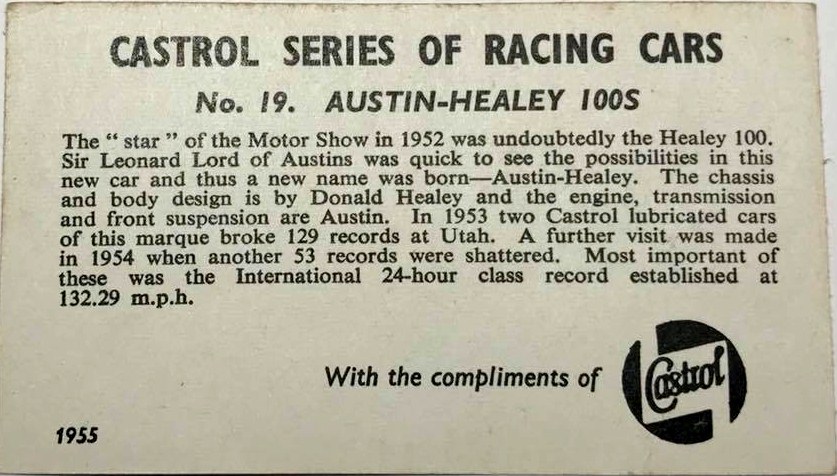 CASTROL SERIES OF RACING CARS
No. 19. AUSTIN-HEALEY 100S
The "star" of the Motor Show in 1952 was undoubtedly the Healey 100.
Sir Leonard Lord of Austins was quick to see the possibilities in this
new car and thus a new name was born—Austin-Healey. The chassis
and body design is by Donald Healey and the engine, transmission
and front suspension are Austin. In 1953 two Castrol lubricated cars
of this marque broke 129 records at Utah. A further visit was made
in 1954 when another 53 records were shattered. Most important of
these was the International 24-hour class record established at
132.29 m.p.h.
With the compliments of Castrol
1955